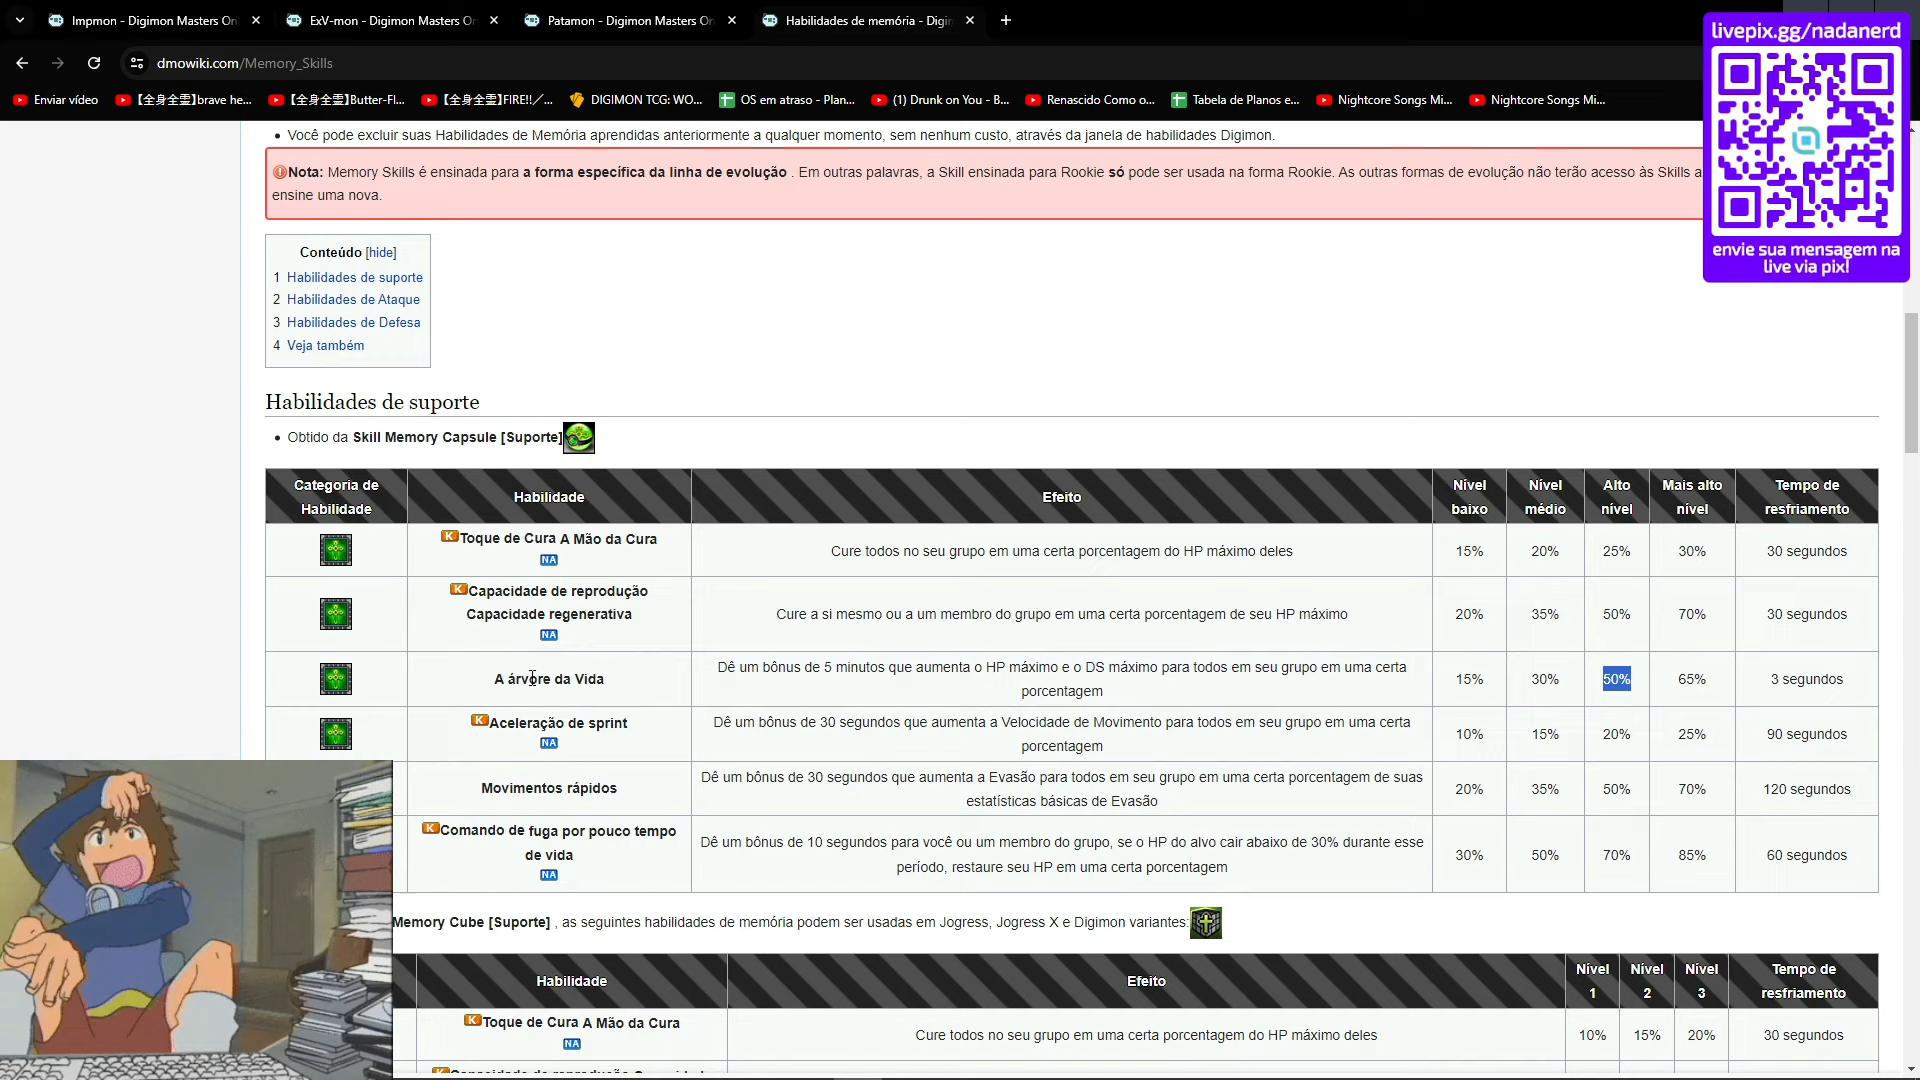 Impmon - Digimon Masters Onl
ExV-mon - Digimon Masters On
Patamon - Digimon Masters On
Habilidades de memória - Digin
dmowiki.com/Memory_Skills
Enviar vídeo
【全身全霊】brave he...
【全身全霊】Butter-Fl...
【全身全霊】FIRE!!／...
DIGIMON TCG: WO...
OS em atraso - Plan...
(1) Drunk on You - B...
Renascido Como o...
Tabela de Planos e...
Nightcore Songs Mi...
Nightcore Songs Mi...
livepix.gg/nadanerd
envie sua mensagem na
live via pix!
Você pode excluir suas Habilidades de Memória aprendidas anteriormente a qualquer momento, sem nenhum custo, através da janela de habilidades Digimon.
Nota: Memory Skills é ensinada para a forma específica da linha de evolução . Em outras palavras, a Skill ensinada para Rookie só pode ser usada na forma Rookie. As outras formas de evolução não terão acesso às Skills a
ensine uma nova.
Conteúdo [hide]
1 Habilidades de suporte
2 Habilidades de Ataque
3 Habilidades de Defesa
4 Veja também
Habilidades de suporte
Obtido da Skill Memory Capsule [Suporte]
Categoria de Habilidade
Habilidade
Efeito
Nível baixo
Nível médio
Alto nível
Mais alto nível
Tempo de resfriamento
K Toque de Cura A Mão da Cura
NA
Cure todos no seu grupo em uma certa porcentagem do HP máximo deles
15% 20% 25% 30% 30 segundos
K Capacidade de reprodução
Capacidade regenerativa
NA
Cure a si mesmo ou a um membro do grupo em uma certa porcentagem de seu HP máximo
20% 35% 50% 70% 30 segundos
A árvore da Vida
Dê um bônus de 5 minutos que aumenta o HP máximo e o DS máximo para todos em seu grupo em uma certa
porcentagem
15% 30% 50% 65% 3 segundos
K Aceleração de sprint
NA
Dê um bônus de 30 segundos que aumenta a Velocidade de Movimento para todos em seu grupo em uma certa
porcentagem
10% 15% 20% 25% 90 segundos
Movimentos rápidos
Dê um bônus de 30 segundos que aumenta a Evasão para todos em seu grupo em uma certa porcentagem de suas
estatísticas básicas de Evasão
20% 35% 50% 70% 120 segundos
K Comando de fuga por pouco tempo
de vida
NA
Dê um bônus de 10 segundos para você ou um membro do grupo, se o HP do alvo cair abaixo de 30% durante esse
período, restaure seu HP em uma certa porcentagem
30% 50% 70% 85% 60 segundos
Memory Cube [Suporte] , as seguintes habilidades de memória podem ser usadas em Jogress, Jogress X e Digimon variantes:
Habilidade
Efeito
Nível 1
Nível 2
Nível 3
Tempo de resfriamento
K Toque de Cura A Mão da Cura
NA
Cure todos no seu grupo em uma certa porcentagem do HP máximo deles
10% 15% 20% 30 segundos